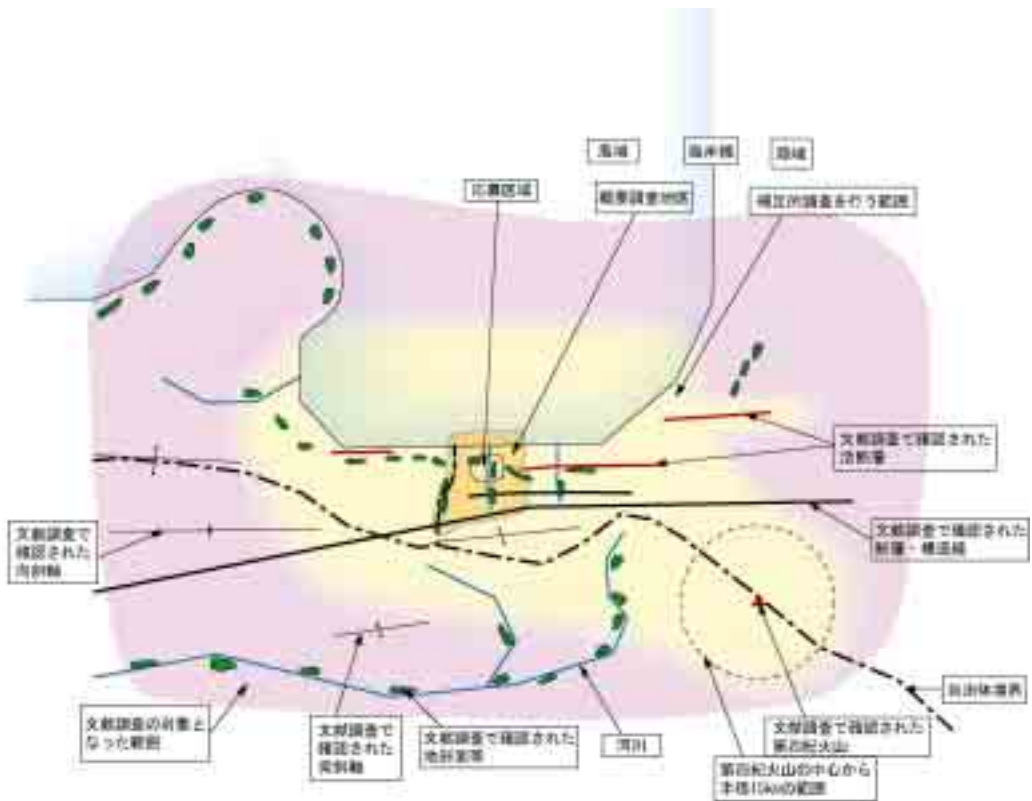 海域
海岸線
陸域
応募区域
概要調査地区
補足的調査を行う範囲
文献調査で確認された
活断層
文献調査で
確認された
向斜軸
文献調査で確認された
断層・構造線
自治体境界
文献調査の対象と
なった範囲
文献調査で
確認された
背斜軸
文献調査で確認された
地すべり等
河川
文献調査で確認された
第四紀火山
第四紀火山の中心から
半径15kmの範囲